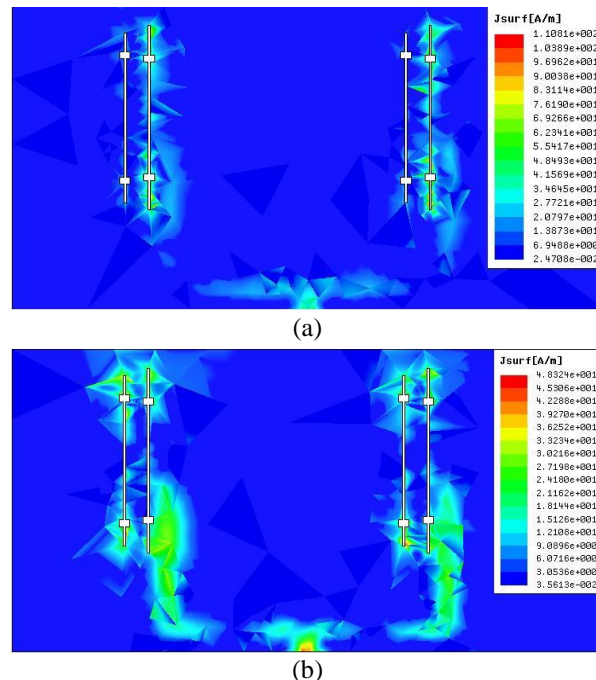 Jsurf[A/m]
1.1081e+002
1.0389e+002
9.6962e+001
9.0038e+001
8.3114e+001
7.6190e+001
6.9266e+001
6.2341e+001
5.5417e+001
4.8493e+001
4.1569e+001
3.4645e+001
2.7721e+001
2.0797e+001
1.3873e+001
6.9488e+000
2.4708e-002
(a)
Jsurf[A/m]
4.8324e+001
4.5306e+001
4.2288e+001
3.9270e+001
3.6252e+001
3.3234e+001
3.0216e+001
2.7198e+001
2.4180e+001
2.1162e+001
1.8144e+001
1.5126e+001
1.2108e+001
9.0896e+000
6.0716e+000
3.0536e+000
3.5613e-002
(b)